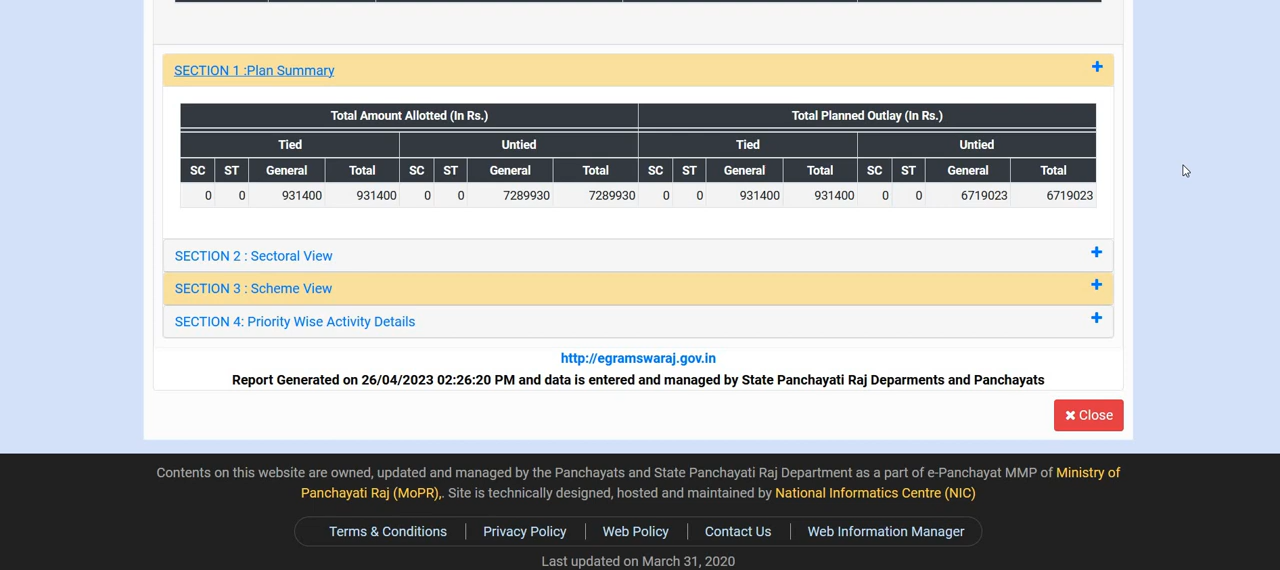 SECTION 1 :Plan Summary
Total Amount Allotted (In Rs.) Total Planned Outlay (In Rs.)
Tied Untied Tied Untied
SC ST General Total SC ST General Total SC ST General Total SC ST General Total
0 0 931400 931400 0 0 7289930 7289930 0 0 931400 931400 0 0 6719023 6719023
SECTION 2 : Sectoral View
SECTION 3 : Scheme View
SECTION 4: Priority Wise Activity Details
http://egramswaraj.gov.in
Report Generated on 26/04/2023 02:26:20 PM and data is entered and managed by State Panchayati Raj Deparments and Panchayats
Close
Contents on this website are owned, updated and managed by the Panchayats and State Panchayati Raj Department as a part of e-Panchayat MMP of Ministry of
Panchayati Raj (MoPR),. Site is technically designed, hosted and maintained by National Informatics Centre (NIC)
Terms & Conditions Privacy Policy Web Policy Contact Us Web Information Manager
Last updated on March 31, 2020